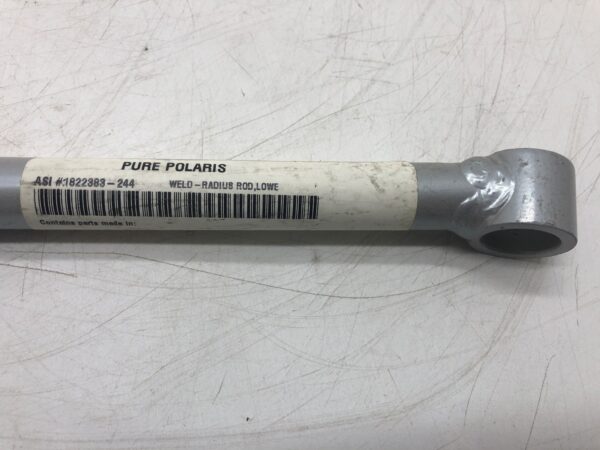 PURE POLARIS
ASI #:1822383-244 WELD-RADIUS ROD,LOWE
Contains parts made in: